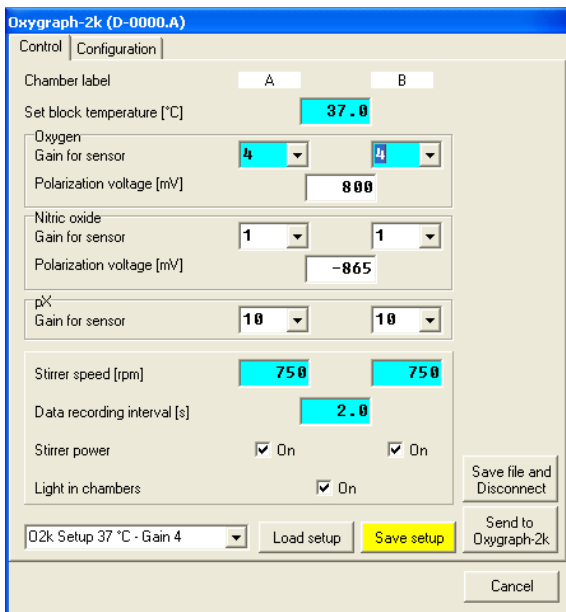 Oxygraph-2k (D-0000.A)
Control Configuration
Chamber label A B
Set block temperature [°C] 37.0
Oxygen
Gain for sensor 4 4
Polarization voltage [mV] 800
Nitric oxide
Gain for sensor 1 1
Polarization voltage [mV] -865
pX
Gain for sensor 10 10
Stirrer speed [rpm] 750 750
Data recording interval [s] 2.0
Stirrer power On On
Light in chambers On
Save file and
Disconnect
O2k Setup 37 °C - Gain 4 Load setup Save setup
Send to
Oxygraph-2k
Cancel